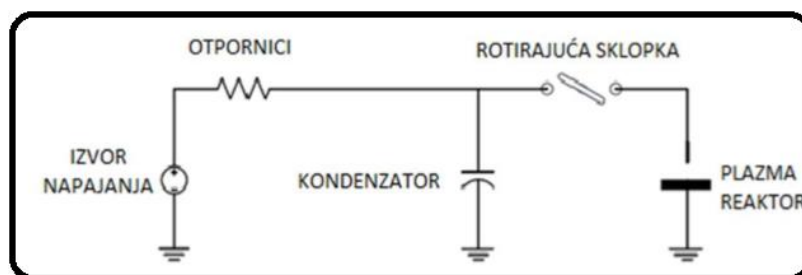 OTPORNICI
ROTIRAJUĆA SKLOPKA
IZVOR
NAPAJANJA
KONDENZATOR
PLAZMA
REAKTOR